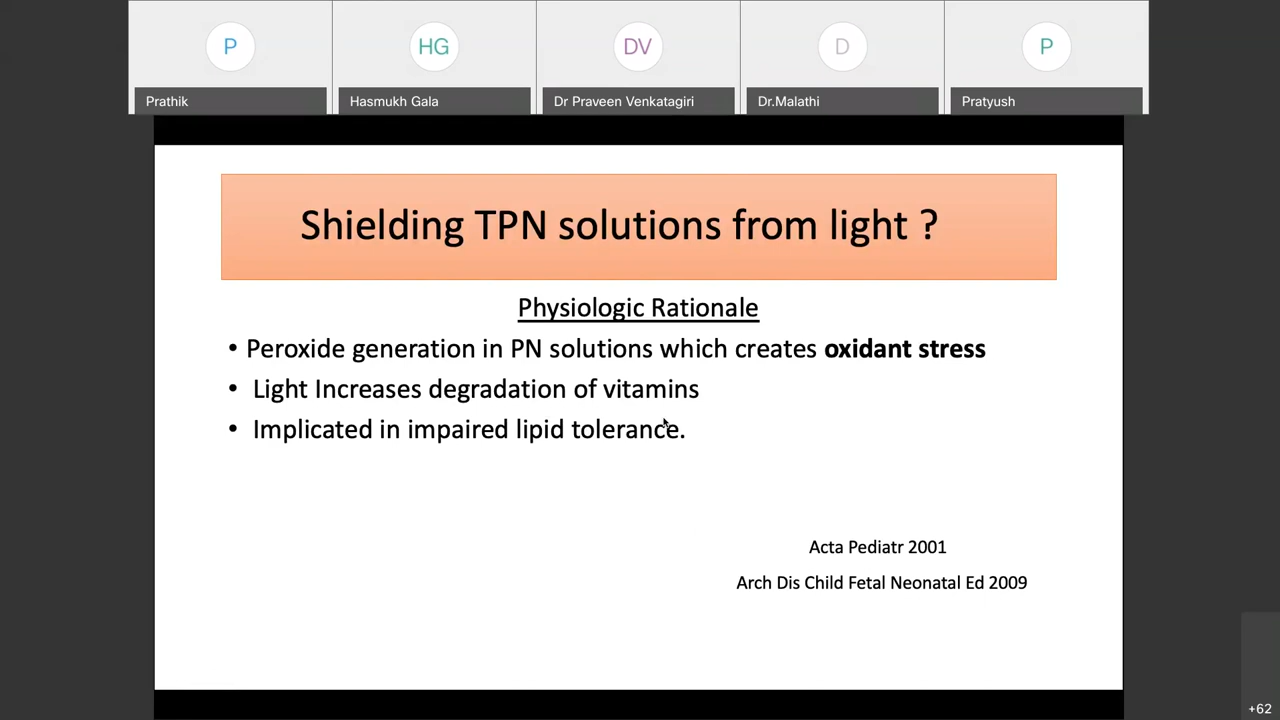 P
HG
DV
D
P
Prathik
Hasmukh Gala
Dr Praveen Venkatagiri
Dr.Malathi
Pratyush
Shielding TPN solutions from light ?
Physiologic Rationale
• Peroxide generation in PN solutions which creates oxidant stress
• Light Increases degradation of vitamins
• Implicated in impaired lipid tolerance.
Acta Pediatr 2001
Arch Dis Child Fetal Neonatal Ed 2009
+62